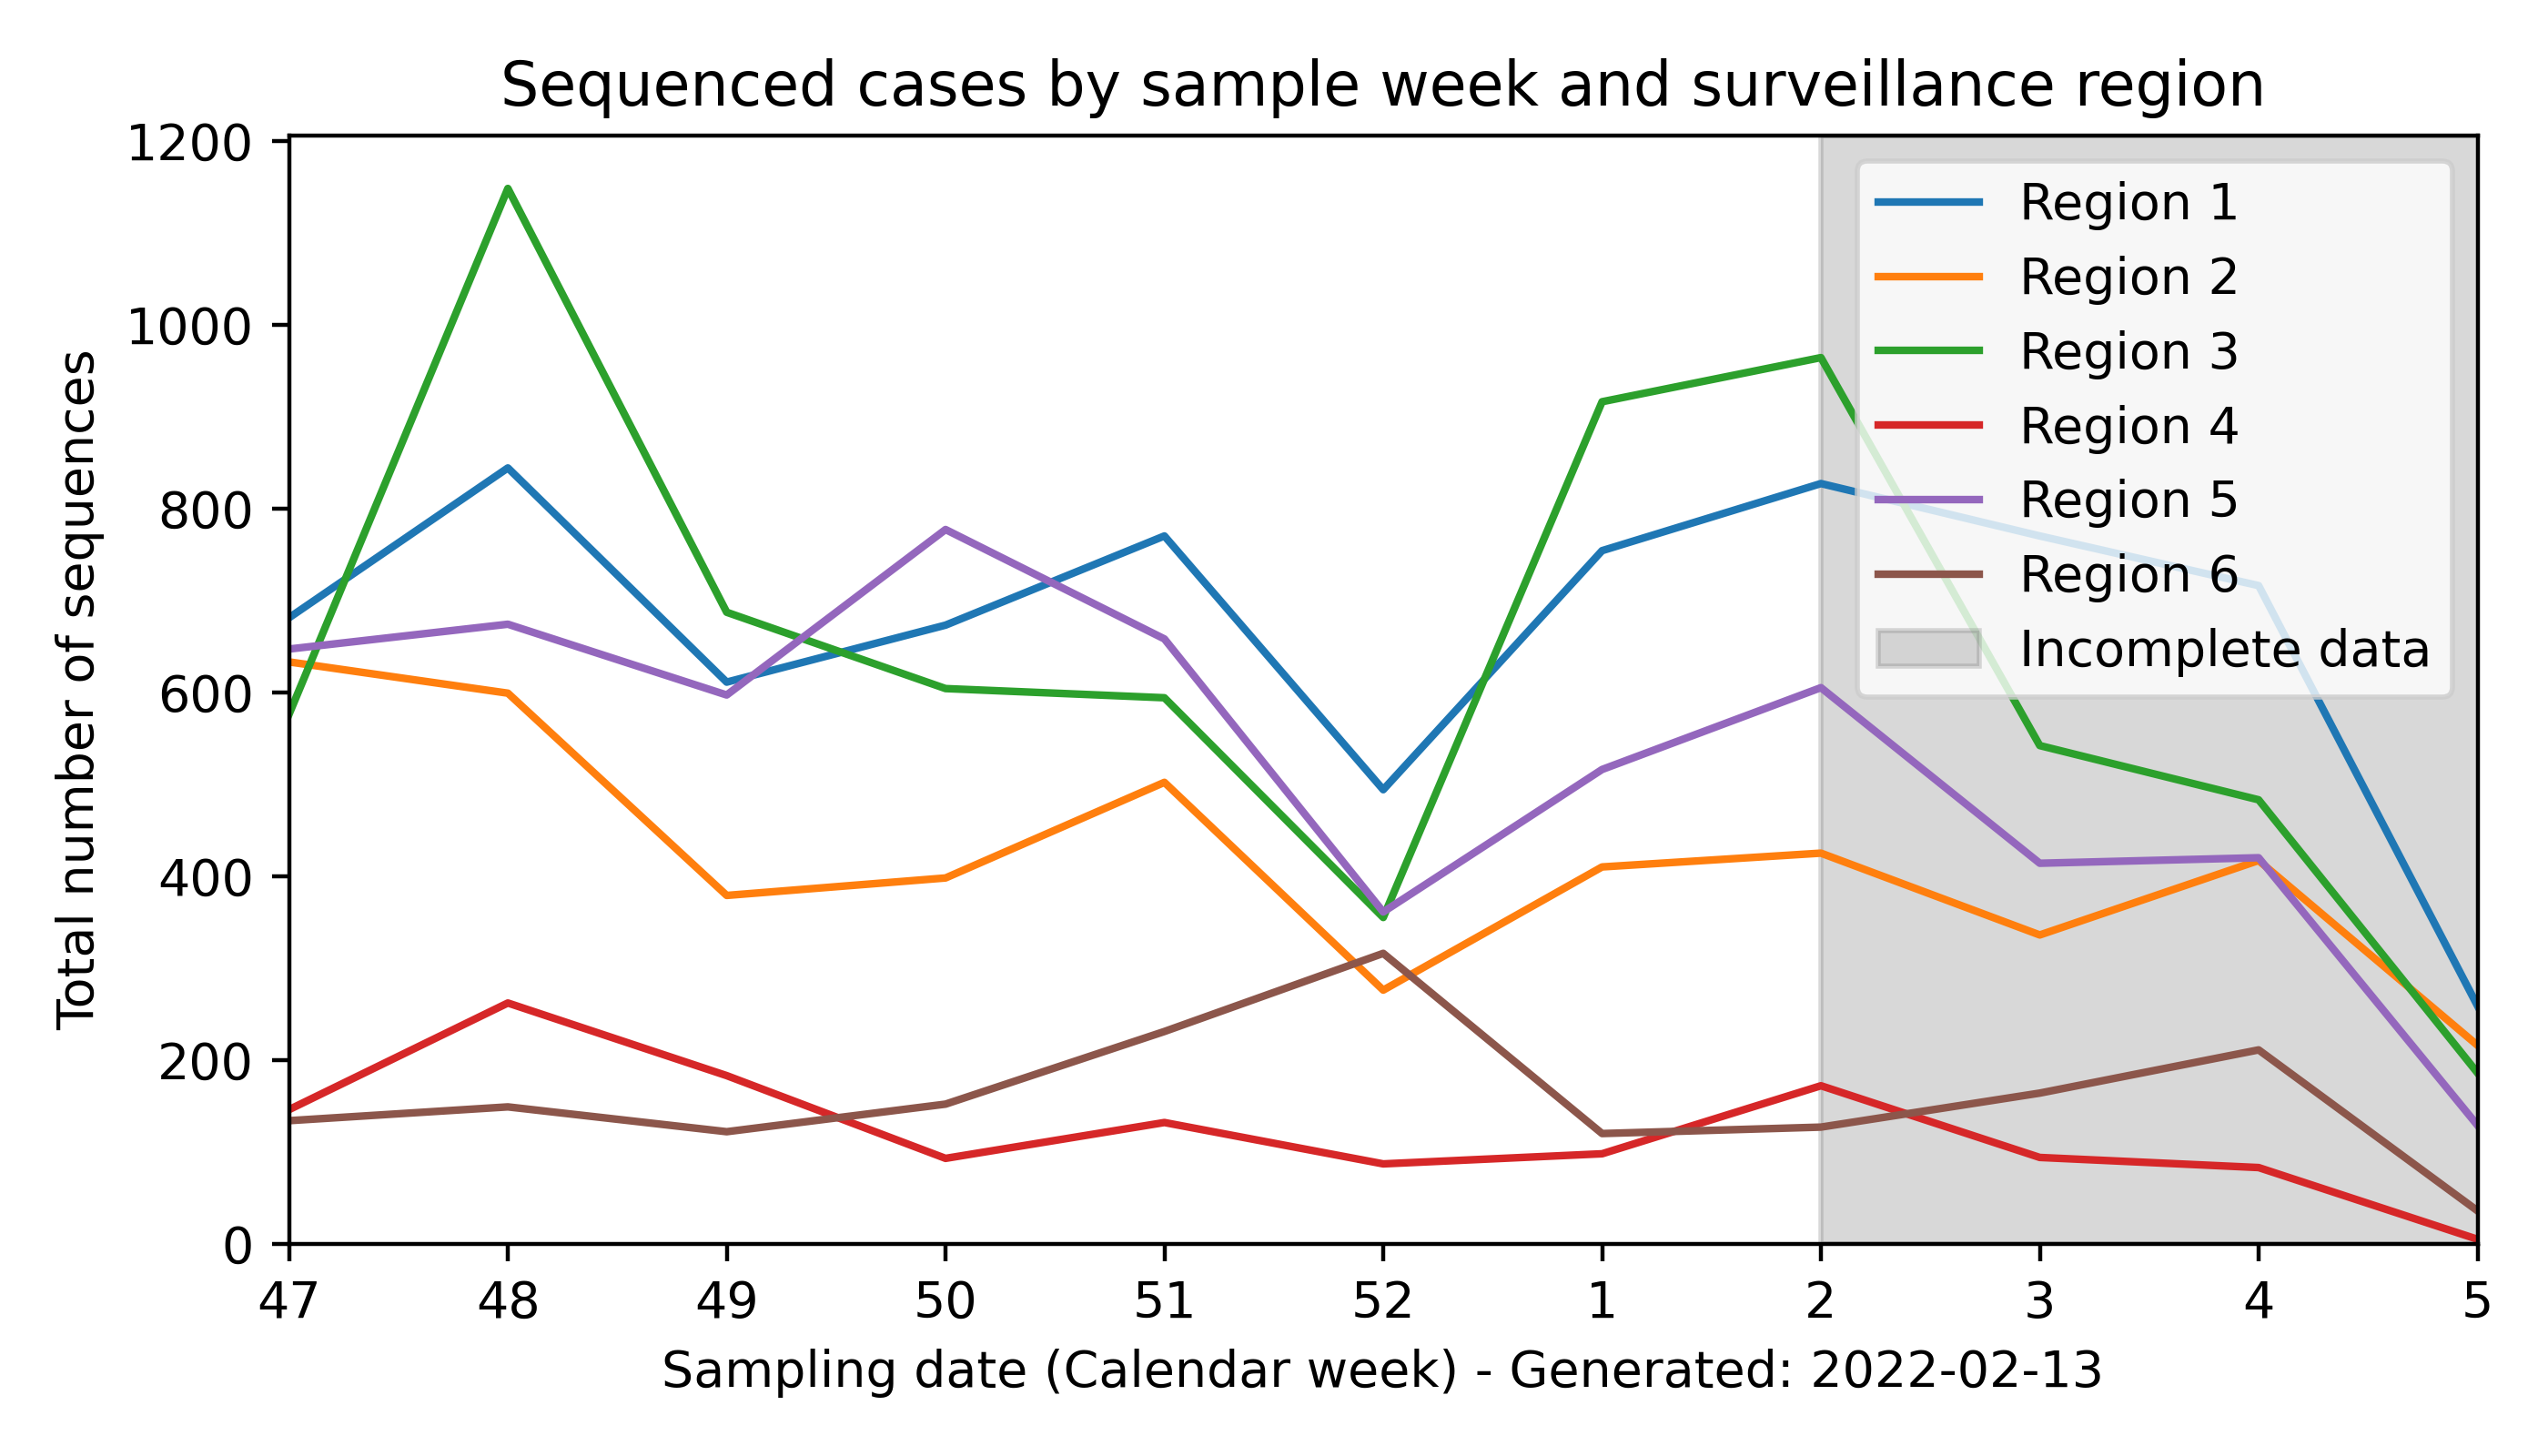 Sequenced cases by sample week and surveillance region
Total number of sequences
1200
1000
800
600
400
200
0
Region 1
Region 2
Region 3
Region 4
Region 5
Region 6
Incomplete data
47 48 49 50 51 52 1 2 3 4 5
Sampling date (Calendar week) - Generated: 2022-02-13